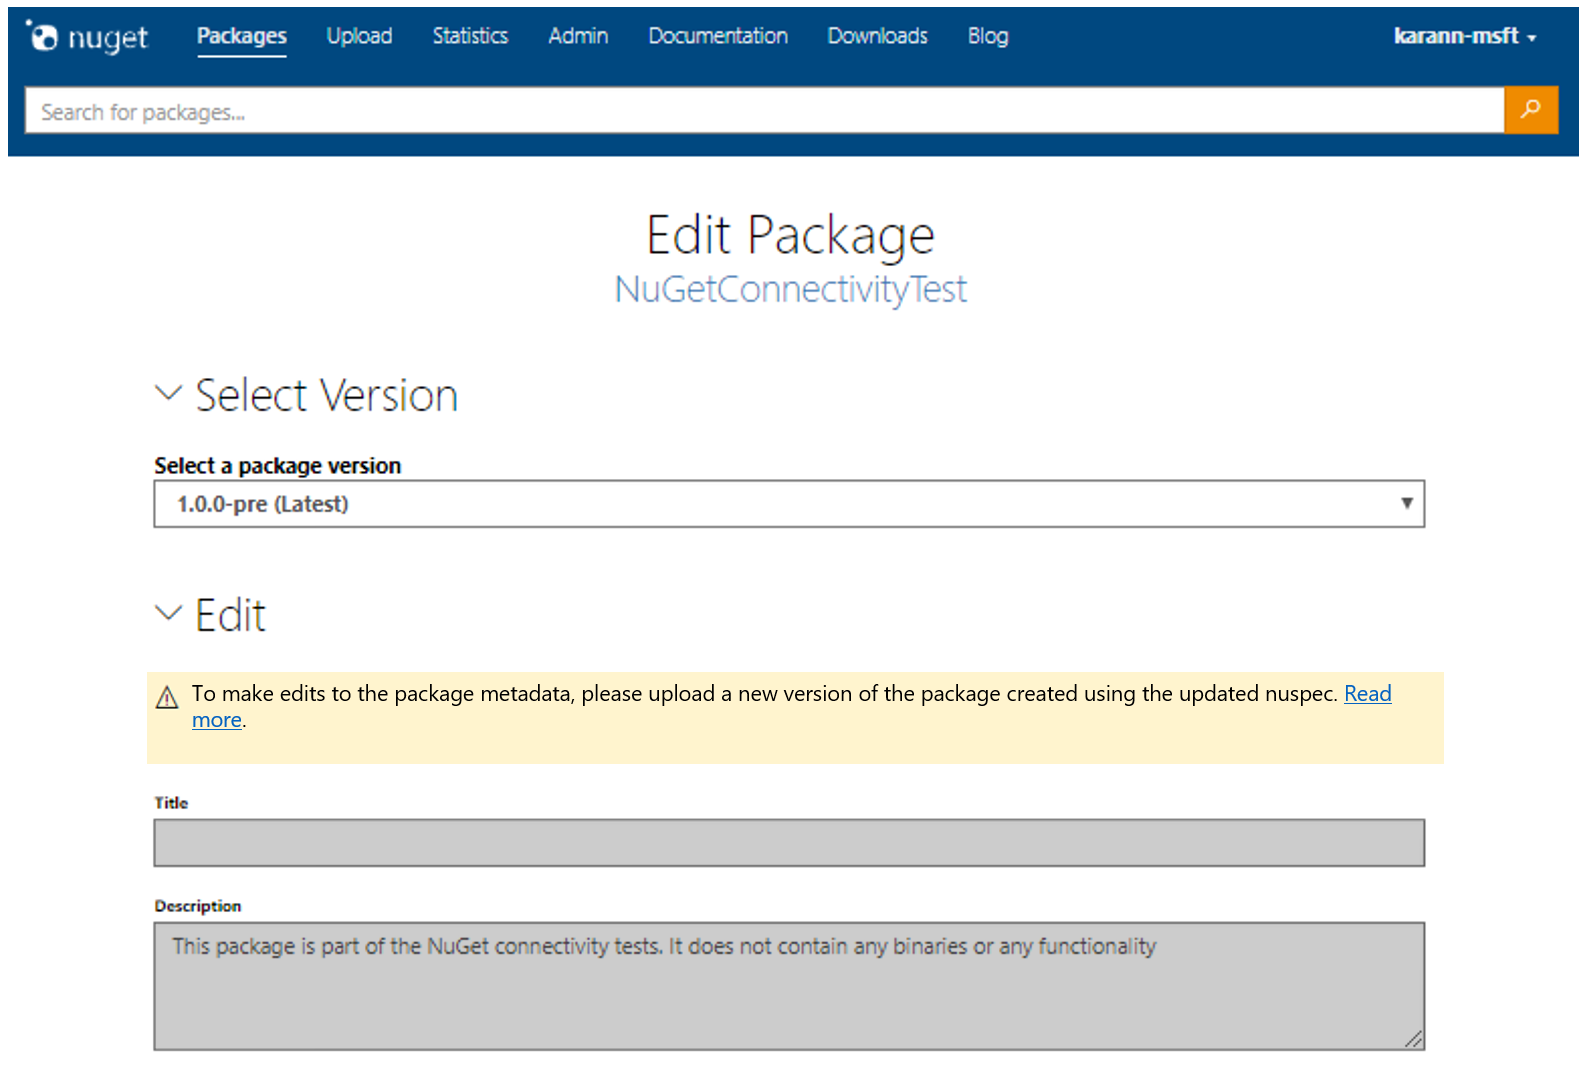 nuget Packages Upload Statistics Admin Documentation Downloads Blog karann-msft
Search for packages...
Edit Package
NuGetConnectivityTest
Select Version
Select a package version
1.0.0-pre (Latest)
Edit
To make edits to the package metadata, please upload a new version of the package created using the updated nuspec. Read
more.
Title
Description
This package is part of the NuGet connectivity tests. It does not contain any binaries or any functionality